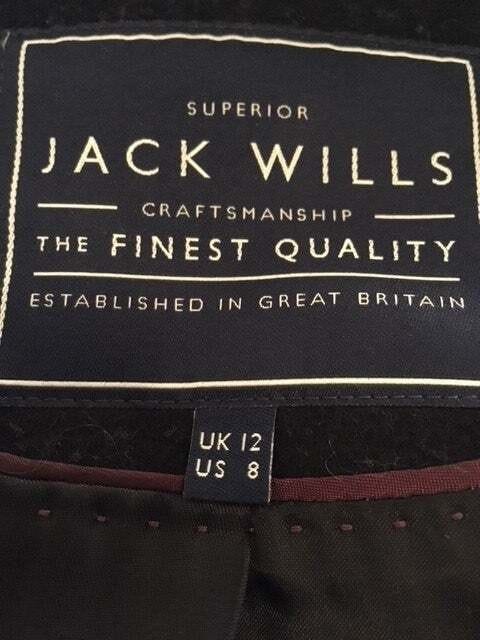 SUPERIOR
JACK WILLS
CRAFTSMANSHIP
THE FINEST QUALITY
ESTABLISHED IN GREAT BRITAIN
UK 12
US 8